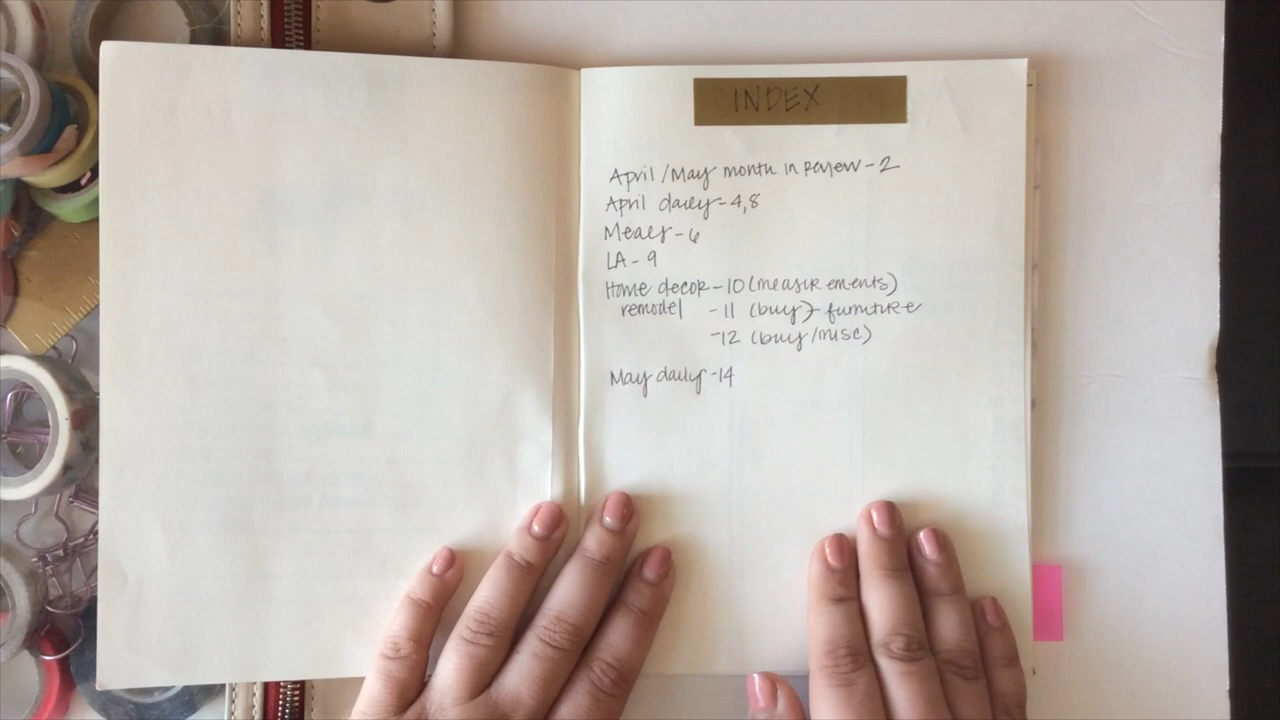 INDEX
April/May month in Review - 2
April daily - 4,8
Meals - 6
LA - 9
Home decor - 10 (measurements)
remodel - 11 (buy) - furniture
- 12 (buy/misc)
May daily - 14